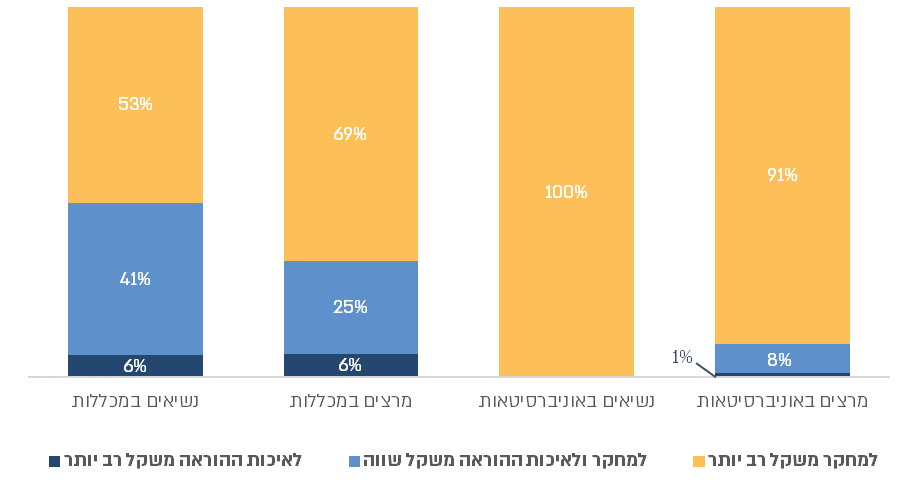 53%
69%
100%
91%
41%
25%
8%
1%
6%
6%
מרצים באוניברסיטאות
נשיאים באוניברסיטאות
מרצים במכללות
נשיאים במכללות
למחקר משקל רב יותר
למחקר ולאיכות ההוראה משקל שווה
לאיכות ההוראה משקל רב יותר